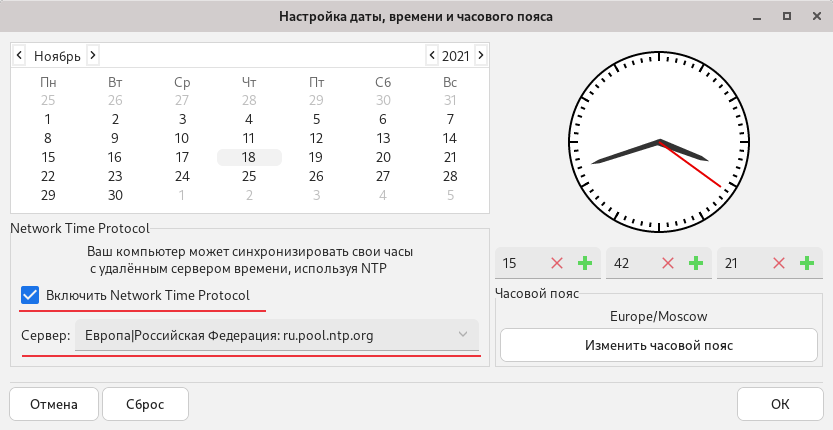 Настройка даты, времени и часового пояса
Ноябрь 2021
Пн Вт Ср Чт Пт Сб Вс
25 26 27 28 29 30 31
1 2 3 4 5 6 7
8 9 10 11 12 13 14
15 16 17 18 19 20 21
22 23 24 25 26 27 28
29 30 1 2 3 4 5
Network Time Protocol
Ваш компьютер может синхронизировать свои часы
с удалённым сервером времени, используя NTP
Включить Network Time Protocol
Сервер: Европа|Российская Федерация: ru.pool.ntp.org
15 42 21
Часовой пояс
Europe/Moscow
Изменить часовой пояс
Отмена Сброс OK